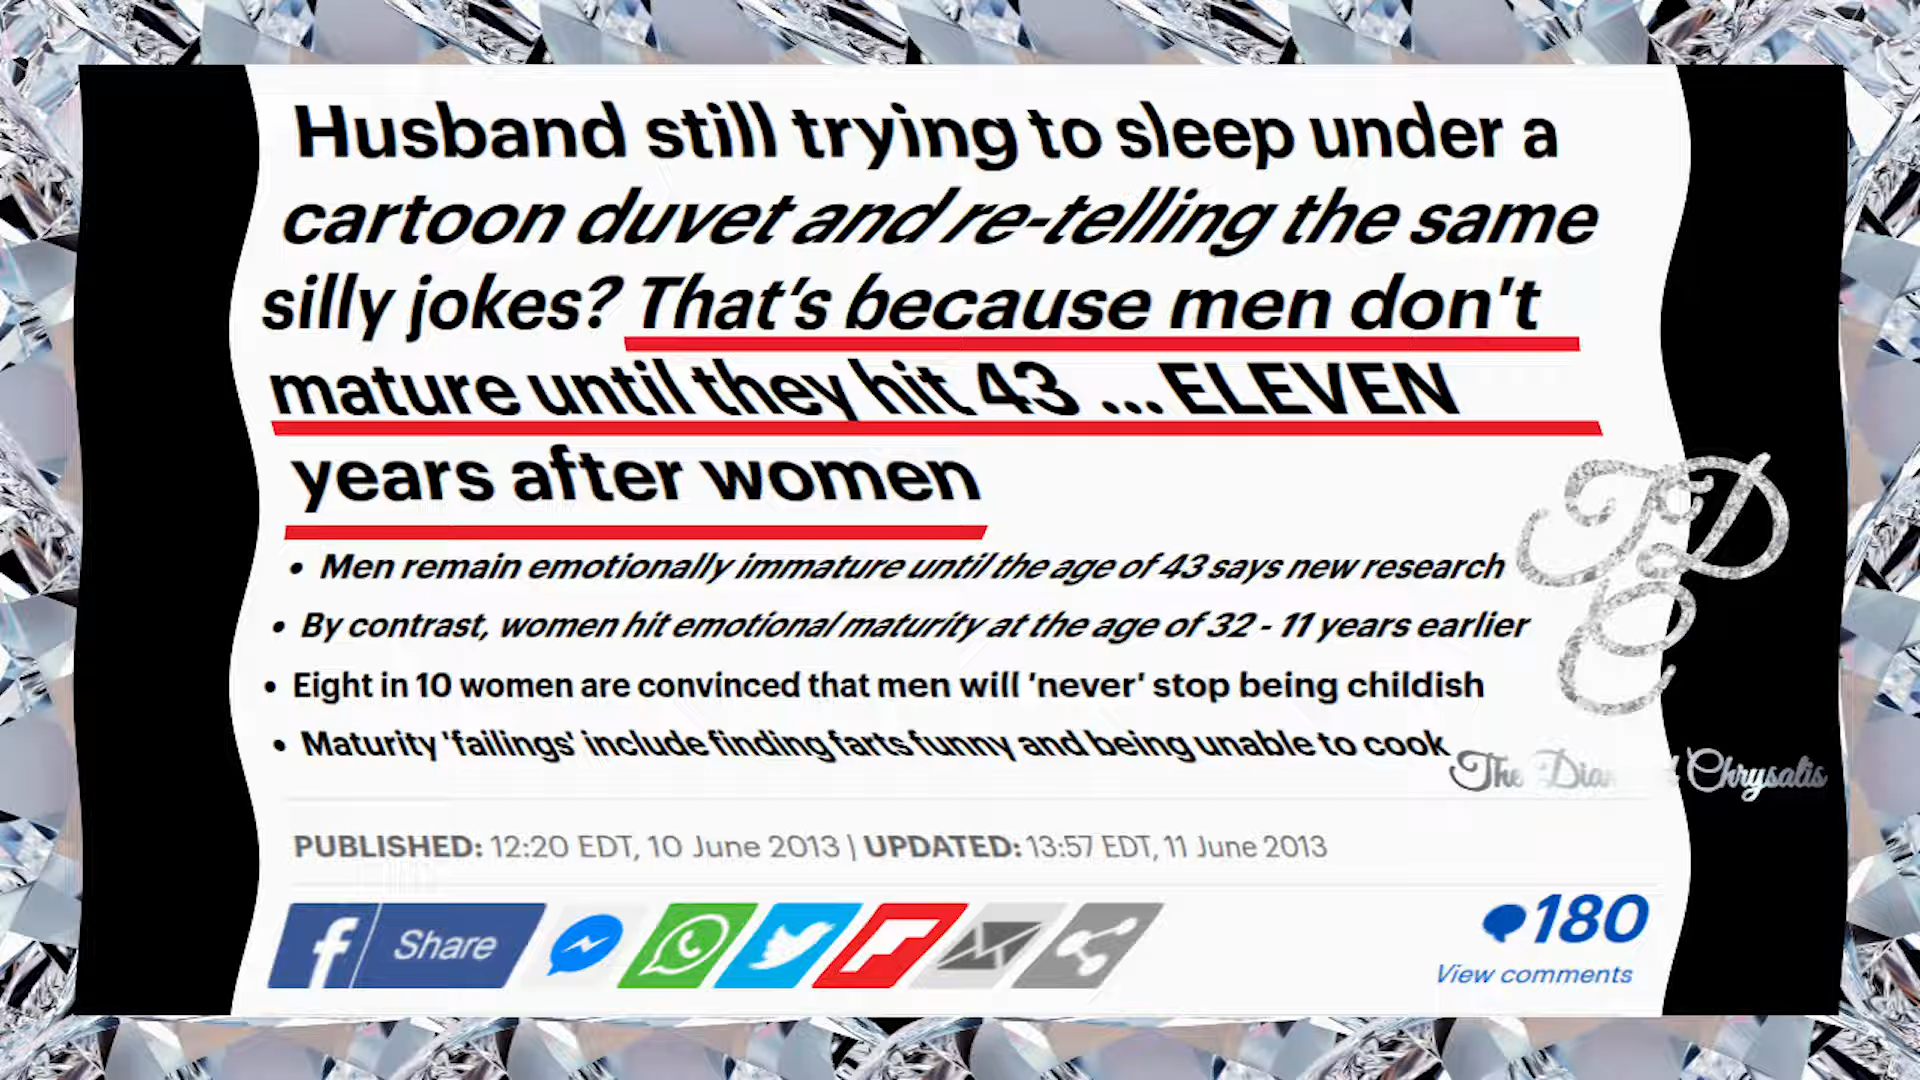 Husband still trying to sleep under a
cartoon duvet and re-telling the same
silly jokes? That's because men don't
mature until they hit 43 ... ELEVEN
years after women
• Men remain emotionally immature until the age of 43 says new research
• By contrast, women hit emotional maturity at the age of 32 - 11 years earlier
• Eight in 10 women are convinced that men will 'never' stop being childish
• Maturity 'failings' include finding farts funny and being unable to cook
TDC
The Chrysalis
PUBLISHED: 12:20 EDT, 10 June 2013 | UPDATED: 13:57 EDT, 11 June 2013
f Share
180
View comments